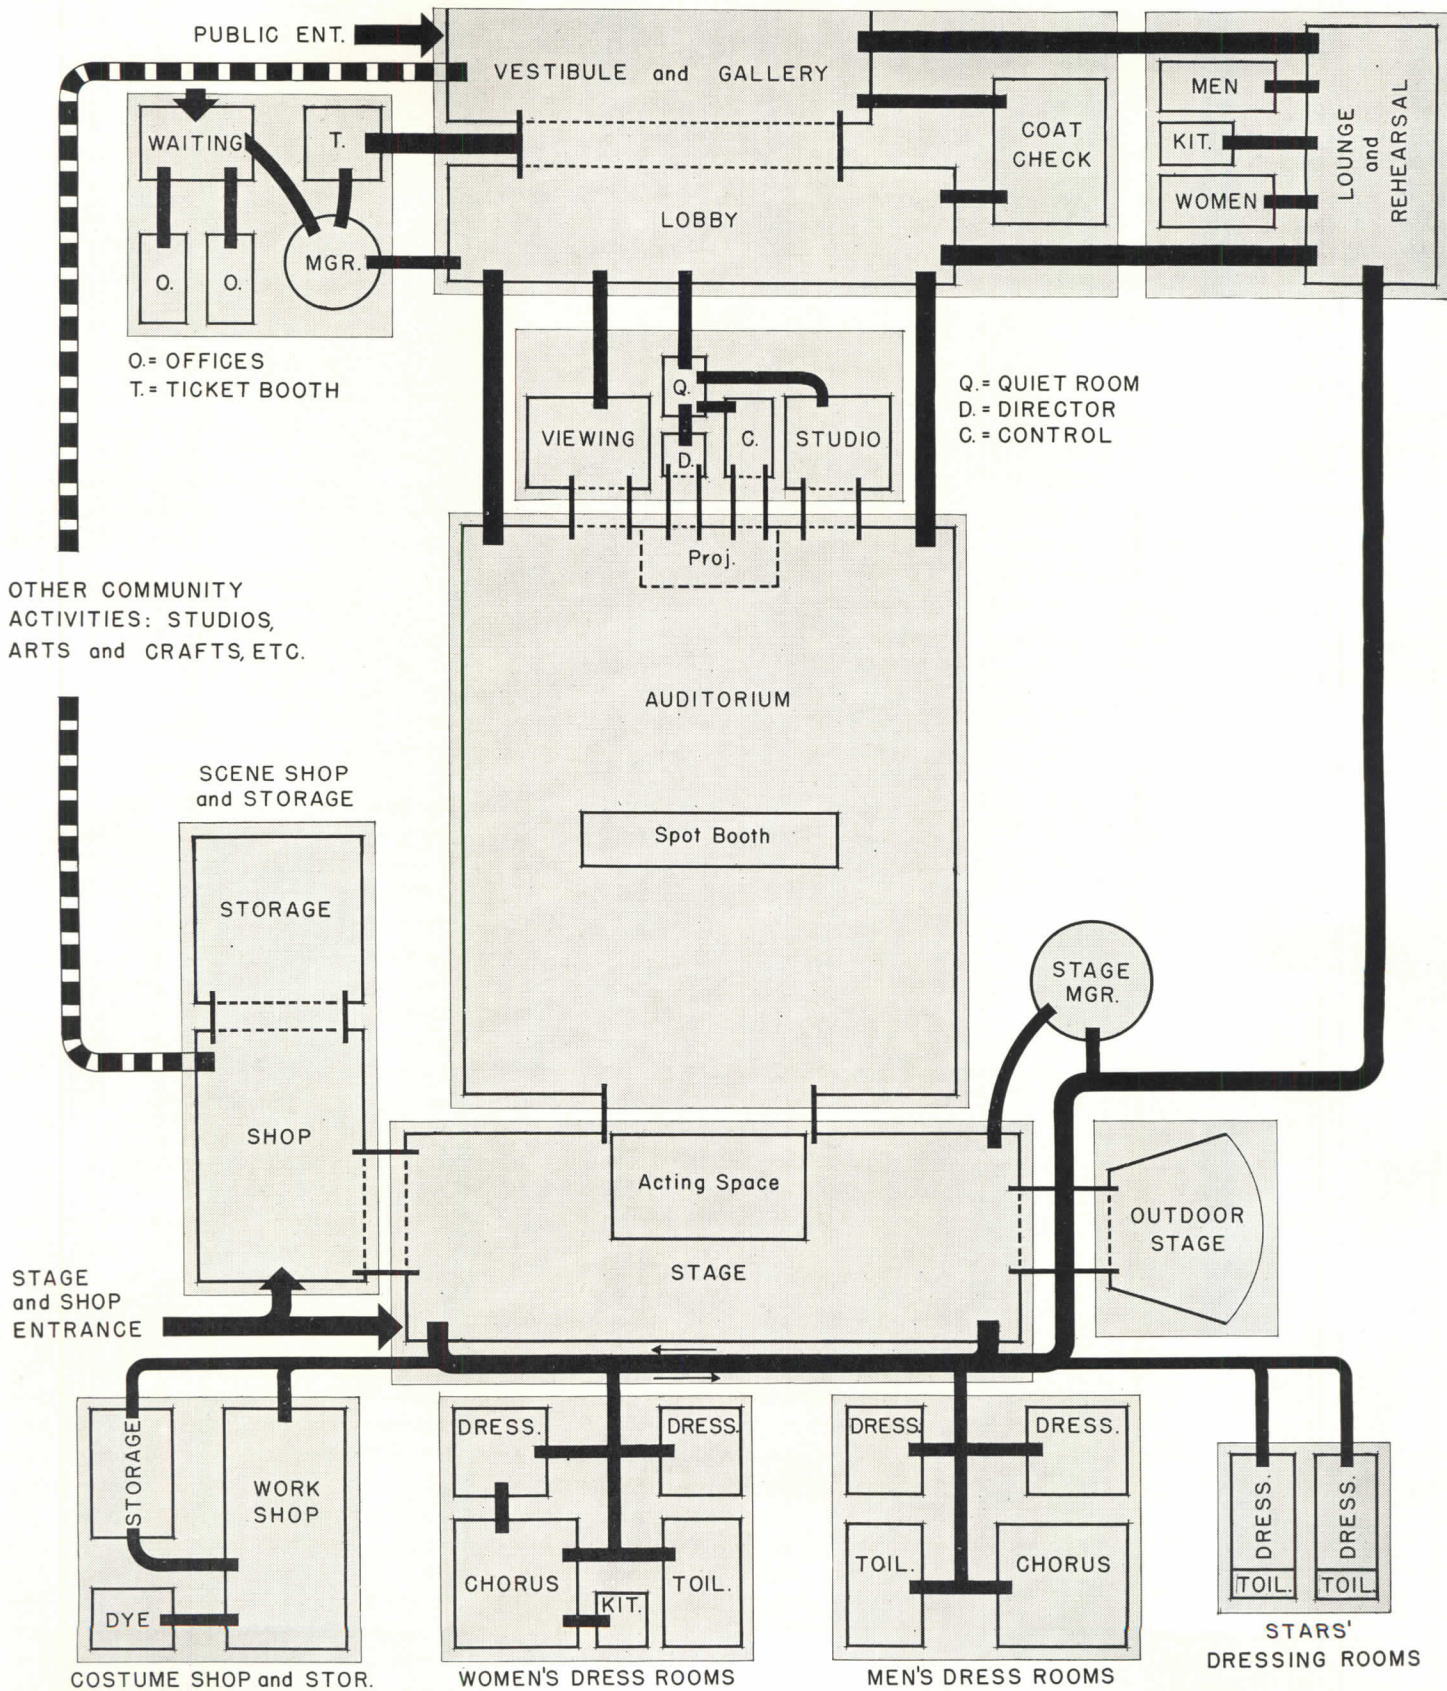 PUBLIC ENT.
VESTIBULE and GALLERY
WAITING
T.
MGR.
O.
O.
O.= OFFICES
T.= TICKET BOOTH
LOBBY
COAT
CHECK
MEN
KIT.
WOMEN
LOUNGE
and
REHEARSAL
Q.
D.
C.
VIEWING
STUDIO
Q.= QUIET ROOM
D.= DIRECTOR
C.= CONTROL
Proj.
AUDITORIUM
Spot Booth
OTHER COMMUNITY
ACTIVITIES: STUDIOS,
ARTS and CRAFTS, ETC.
SCENE SHOP
and STORAGE
STORAGE
SHOP
STAGE
MGR.
Acting Space
STAGE
OUTDOOR
STAGE
STAGE
and SHOP
ENTRANCE
STORAGE
WORK
SHOP
DYE
COSTUME SHOP and STOR.
DRESS.
DRESS.
CHORUS
KIT.
TOIL.
WOMEN'S DRESS ROOMS
DRESS.
DRESS.
TOIL.
CHORUS
MEN'S DRESS ROOMS
DRESS.
TOIL.
DRESS.
TOIL.
STARS'
DRESSING ROOMS